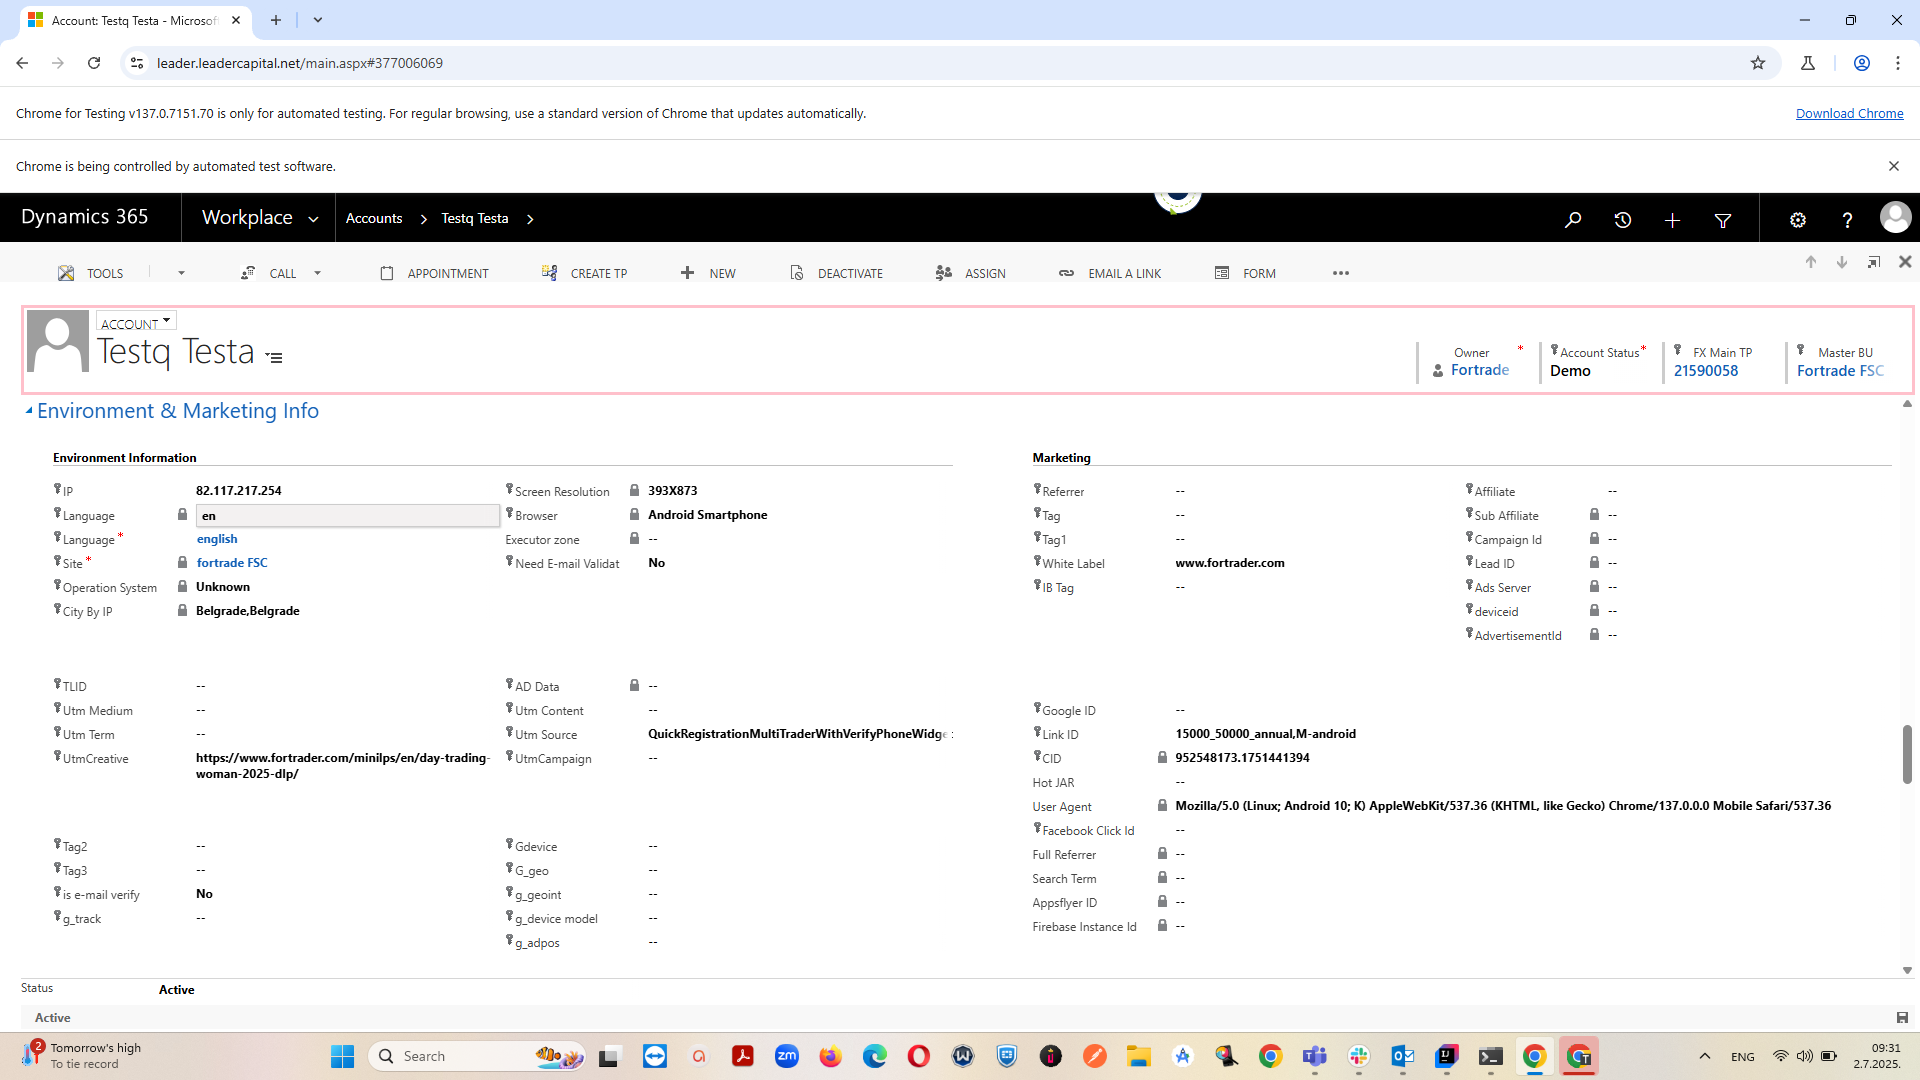 Account: Testq Testa - Microsof
leader.leadercapital.net/main.aspx#377006069
Chrome for Testing v137.0.7151.70 is only for automated testing. For regular browsing, use a standard version of Chrome that updates automatically.
Download Chrome
Chrome is being controlled by automated test software.
Dynamics 365
Workplace
Accounts
Testq Testa
TOOLS
CALL
APPOINTMENT
CREATE TP
NEW
DEACTIVATE
ASSIGN
EMAIL A LINK
FORM
ACCOUNT
Testq Testa
Owner *
Fortrade
Account Status *
Demo
FX Main TP
21590058
Master BU
Fortrade FSC
Environment & Marketing Info
Environment Information
IP 82.117.217.254
Language en
Language * english
Site * fortrade FSC
Operation System Unknown
City By IP Belgrade,Belgrade
Screen Resolution 393X873
Browser Android Smartphone
Executor zone --
Need E-mail Validat No
Marketing
Referrer --
Tag --
Tag1 --
White Label www.fortrader.com
IB Tag --
Affiliate --
Sub Affiliate --
Campaign Id --
Lead ID --
Ads Server --
deviceid --
AdvertisementId --
TLID --
Utm Medium --
Utm Term --
UtmCreative https://www.fortrader.com/minilps/en/day-trading-
woman-2025-dlp/
AD Data --
Utm Content --
Utm Source QuickRegistrationMultiTraderWithVerifyPhoneWidge
UtmCampaign --
Google ID --
Link ID 15000_50000_annual,M-android
CID 952548173.1751441394
Hot JAR --
User Agent Mozilla/5.0 (Linux; Android 10; K) AppleWebKit/537.36 (KHTML, like Gecko) Chrome/137.0.0.0 Mobile Safari/537.36
Facebook Click Id --
Full Referrer --
Search Term --
Appsflyer ID --
Firebase Instance Id --
Tag2 --
Tag3 --
is e-mail verify No
g_track --
Gdevice --
G_geo --
g_geoint --
g_device model --
g_adpos --
Status Active
Active
2
Tomorrow's high
To tie record
Search
zm
ENG
09:31
2.7.2025.